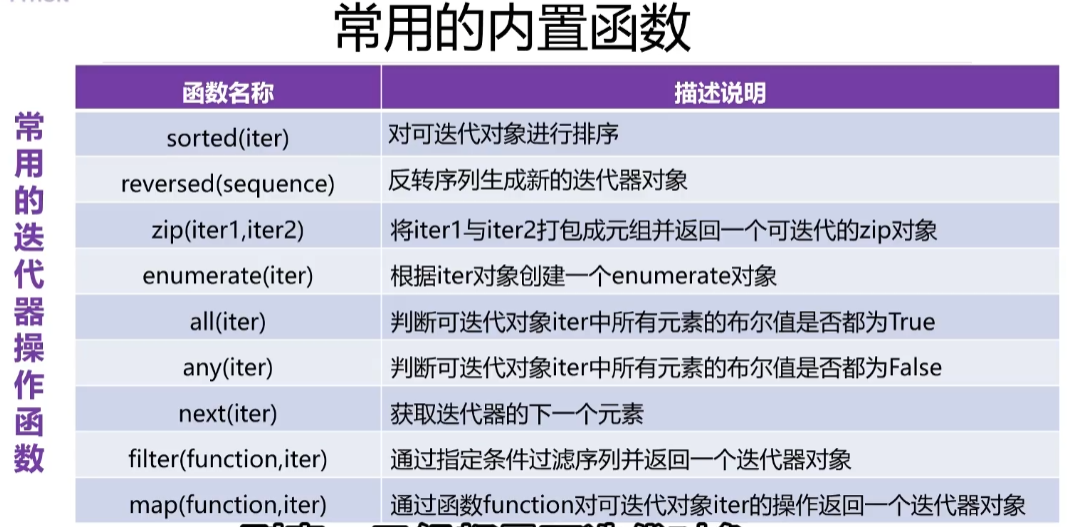 常用的内置函数
常用的迭代器操作函数
函数名称 描述说明
sorted(iter) 对可迭代对象进行排序
reversed(sequence) 反转序列生成新的迭代器对象
zip(iter1,iter2) 将iter1与iter2打包成元组并返回一个可迭代的zip对象
enumerate(iter) 根据iter对象创建一个enumerate对象
all(iter) 判断可迭代对象iter中所有元素的布尔值是否都为True
any(iter) 判断可迭代对象iter中所有元素的布尔值是否都为False
next(iter) 获取迭代器的下一个元素
filter(function,iter) 通过指定条件过滤序列并返回一个迭代器对象
map(function,iter) 通过函数function对可迭代对象iter的操作返回一个迭代器对象